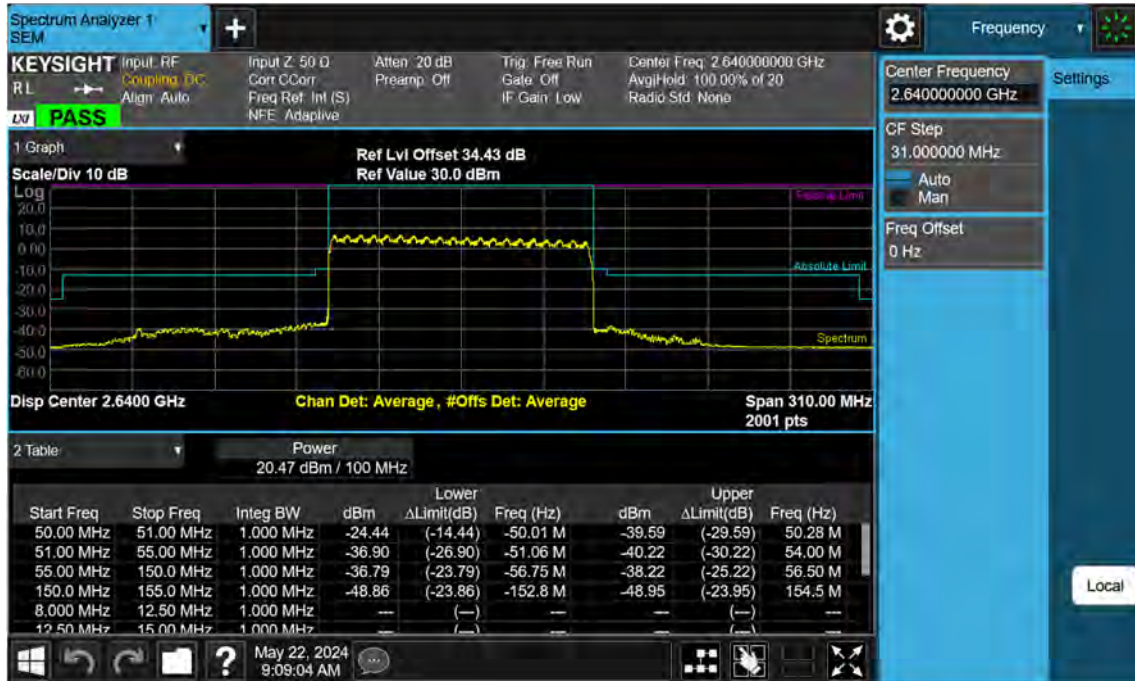 Spectrum Analyzer 1
SEM
+
Frequency
KEYSIGHT
R L
LXI
PASS
Input: RF
Coupling: DC
Align: Auto
Input Z: 50 Ω
Corr CCorr
Freq Ref: Int (S)
NFE: Adaptive
Atten: 20 dB
Preamp: Off
Trig: Free Run
Gate: Off
IF Gain: Low
Center Freq: 2.640000000 GHz
Avg|Hold: 100.00% of 20
Radio Std: None
Center Frequency
2.640000000 GHz
Settings
CF Step
31.000000 MHz
Auto
Man
Freq Offset
0 Hz
1 Graph
Scale/Div 10 dB
Ref Lvl Offset 34.43 dB
Ref Value 30.0 dBm
Log
20.0
10.0
0.00
-10.0
-20.0
-30.0
-40.0
-50.0
-60.0
Absolute Limit
Spectrum
Disp Center 2.6400 GHz
Chan Det: Average, #Offs Det: Average
Span 310.00 MHz
2001 pts
2 Table
Power
20.47 dBm / 100 MHz
Lower Upper
Start Freq Stop Freq Integ BW dBm ΔLimit(dB) Freq (Hz) dBm ΔLimit(dB) Freq (Hz)
50.00 MHz 51.00 MHz 1.000 MHz -24.44 (-14.44) -50.01 M -39.59 (-29.59) 50.28 M
51.00 MHz 55.00 MHz 1.000 MHz -36.90 (-26.90) -51.06 M -40.22 (-30.22) 54.00 M
55.00 MHz 150.0 MHz 1.000 MHz -36.79 (-23.79) -56.75 M -38.22 (-25.22) 56.50 M
150.0 MHz 155.0 MHz 1.000 MHz -48.86 (-23.86) -152.8 M -48.95 (-23.95) 154.5 M
8.000 MHz 12.50 MHz 1.000 MHz --- (---) --- --- (---) ---
12.50 MHz 15.00 MHz 1.000 MHz --- (---) --- --- (---) ---
Local
?
May 22, 2024
9:09:04 AM